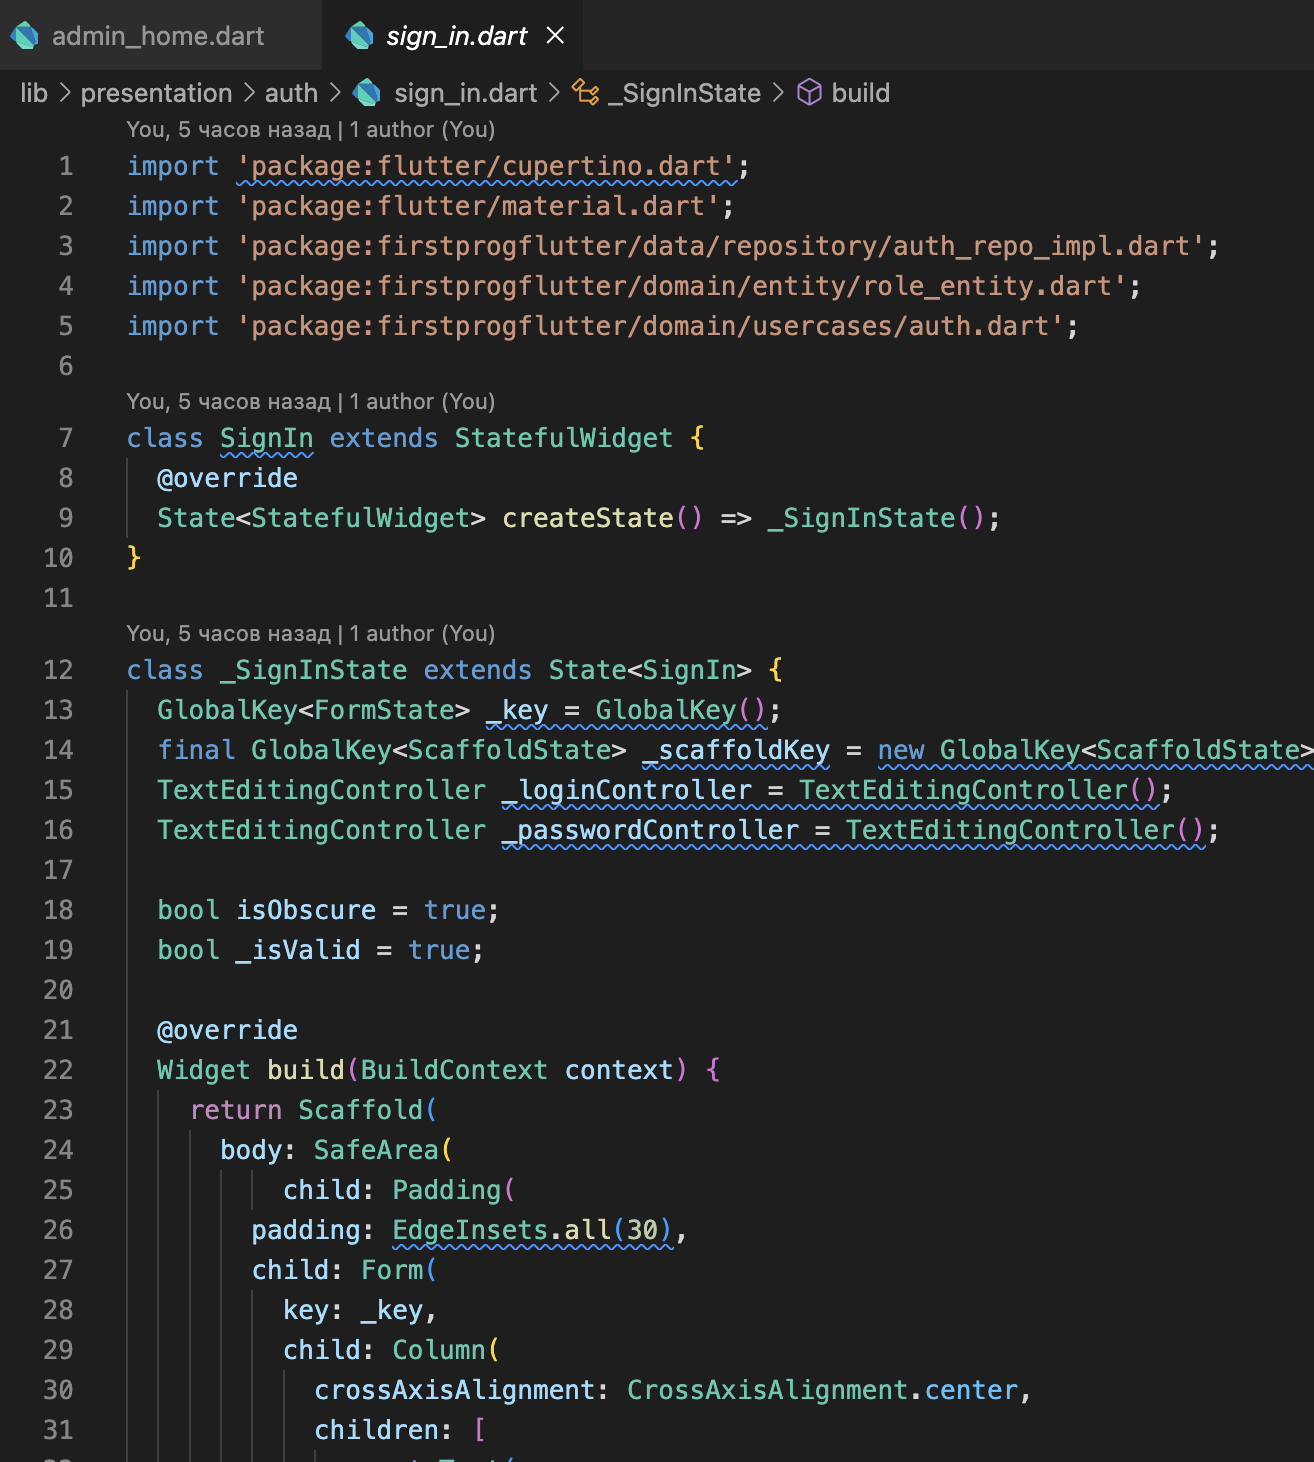 admin_home.dart sign_in.dart
lib > presentation > auth > sign_in.dart > _SignInState > build
You, 5 часов назад | 1 author (You)
1 import 'package:flutter/cupertino.dart';
2 import 'package:flutter/material.dart';
3 import 'package:firstprogflutter/data/repository/auth_repo_impl.dart';
4 import 'package:firstprogflutter/domain/entity/role_entity.dart';
5 import 'package:firstprogflutter/domain/usercases/auth.dart';
6
You, 5 часов назад | 1 author (You)
7 class SignIn extends StatefulWidget {
8 @override
9 State<StatefulWidget> createState() => _SignInState();
10 }
11
You, 5 часов назад | 1 author (You)
12 class _SignInState extends State<SignIn> {
13 GlobalKey<FormState> _key = GlobalKey();
14 final GlobalKey<ScaffoldState> _scaffoldKey = new GlobalKey<ScaffoldState>
15 TextEditingController _loginController = TextEditingController();
16 TextEditingController _passwordController = TextEditingController();
17
18 bool isObscure = true;
19 bool _isValid = true;
20
21 @override
22 Widget build(BuildContext context) {
23 return Scaffold(
24 body: SafeArea(
25 child: Padding(
26 padding: EdgeInsets.all(30),
27 child: Form(
28 key: _key,
29 child: Column(
30 crossAxisAlignment: CrossAxisAlignment.center,
31 children: [